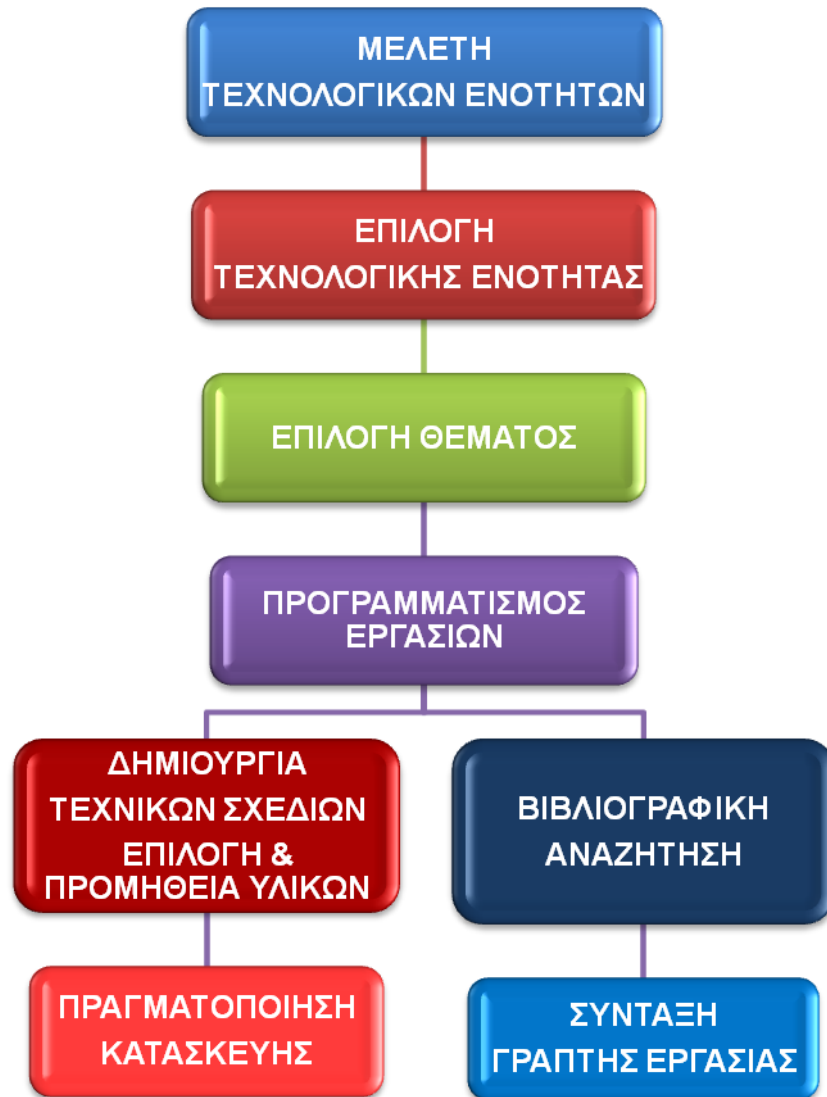 ΜΕΛΕΤΗ
ΤΕΧΝΟΛΟΓΙΚΩΝ ΕΝΟΤΗΤΩΝ
ΕΠΙΛΟΓΗ
ΤΕΧΝΟΛΟΓΙΚΗΣ ΕΝΟΤΗΤΑΣ
ΕΠΙΛΟΓΗ ΘΕΜΑΤΟΣ
ΠΡΟΓΡΑΜΜΑΤΙΣΜΟΣ
ΕΡΓΑΣΙΩΝ
ΔΗΜΙΟΥΡΓΙΑ
ΤΕΧΝΙΚΩΝ ΣΧΕΔΙΩΝ
ΕΠΙΛΟΓΗ &
ΠΡΟΜΗΘΕΙΑ ΥΛΙΚΩΝ
ΒΙΒΛΙΟΓΡΑΦΙΚΗ
ΑΝΑΖΗΤΗΣΗ
ΠΡΑΓΜΑΤΟΠΟΙΗΣΗ
ΚΑΤΑΣΚΕΥΗΣ
ΣΥΝΤΑΞΗ
ΓΡΑΠΤΗΣ ΕΡΓΑΣΙΑΣ